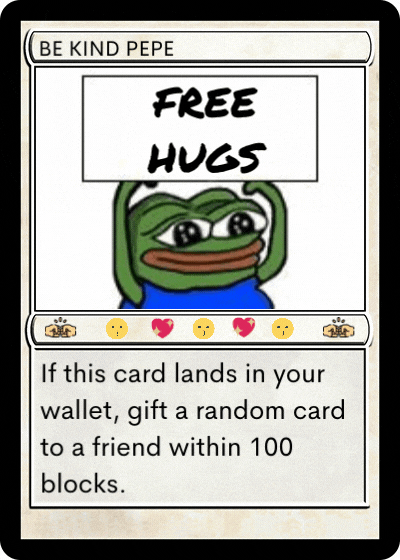 BE KIND PEPE
FREE
HUGS
If this card lands in your
wallet, gift a random card
to a friend within 100
blocks.